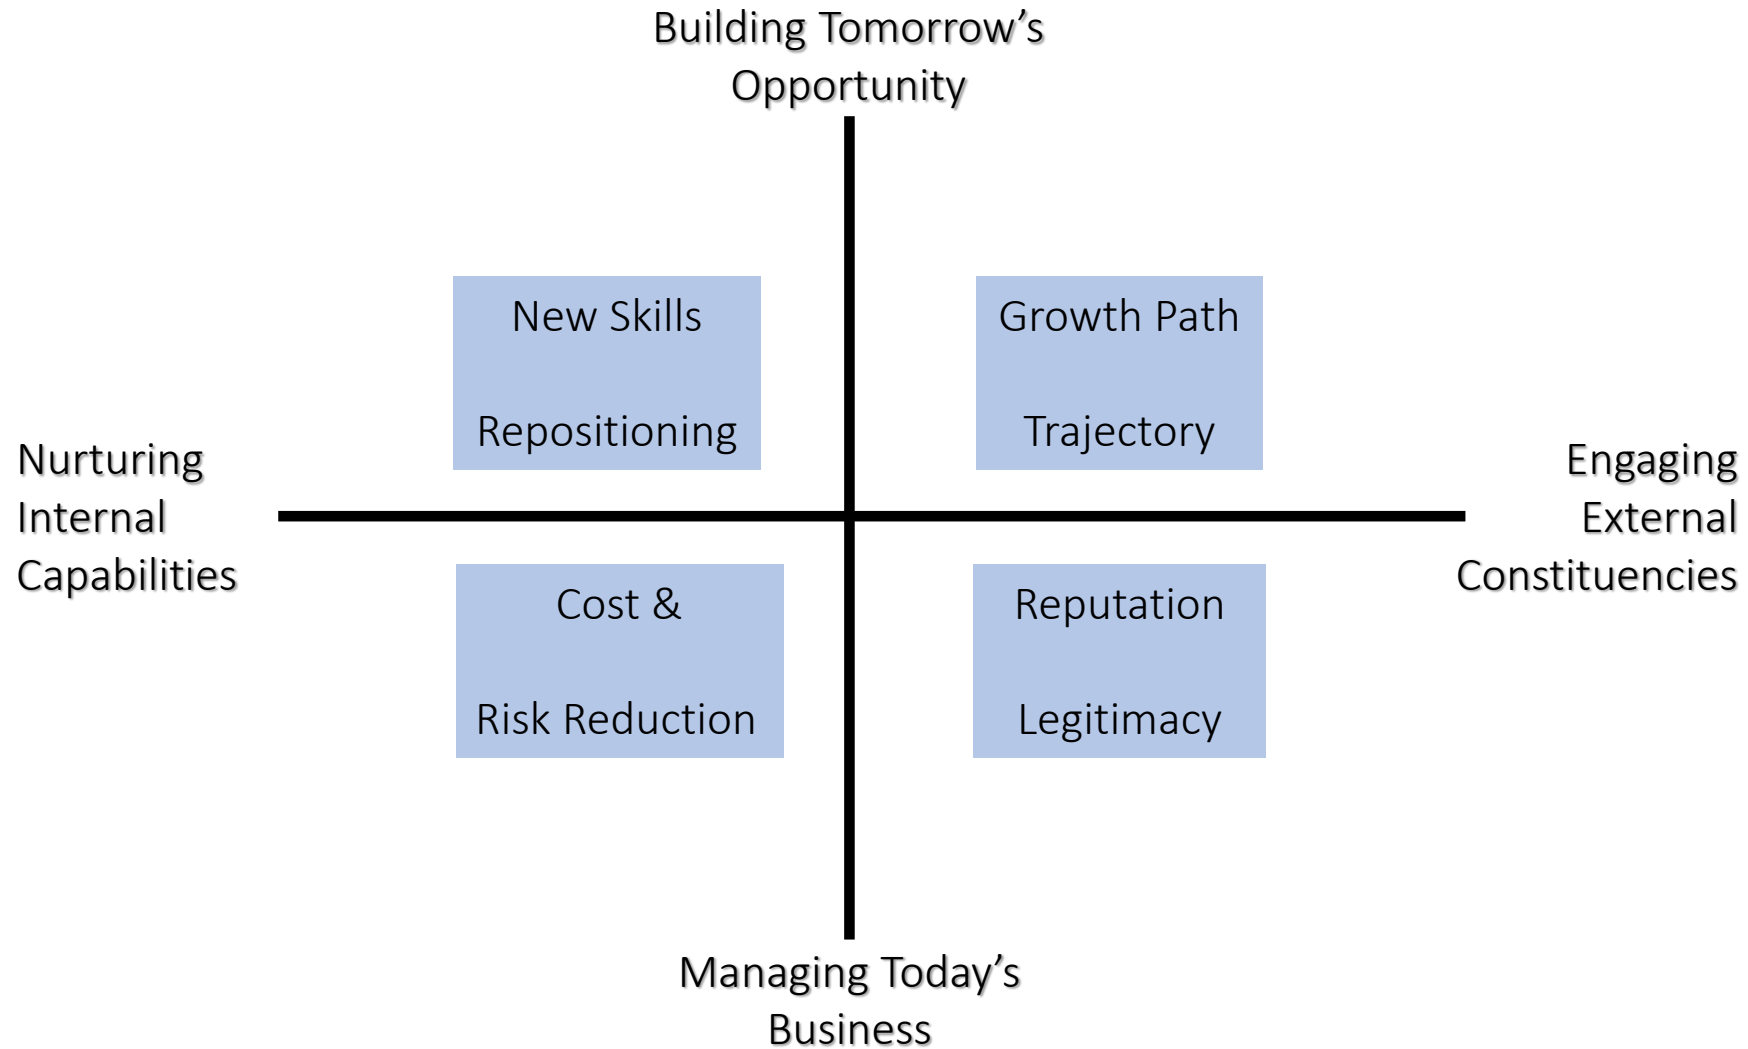 Building Tomorrow’s
Opportunity
New Skills
Repositioning
Growth Path
Trajectory
Nurturing
Internal
Capabilities
Engaging
External
Constituencies
Cost &
Risk Reduction
Reputation
Legitimacy
Managing Today’s
Business